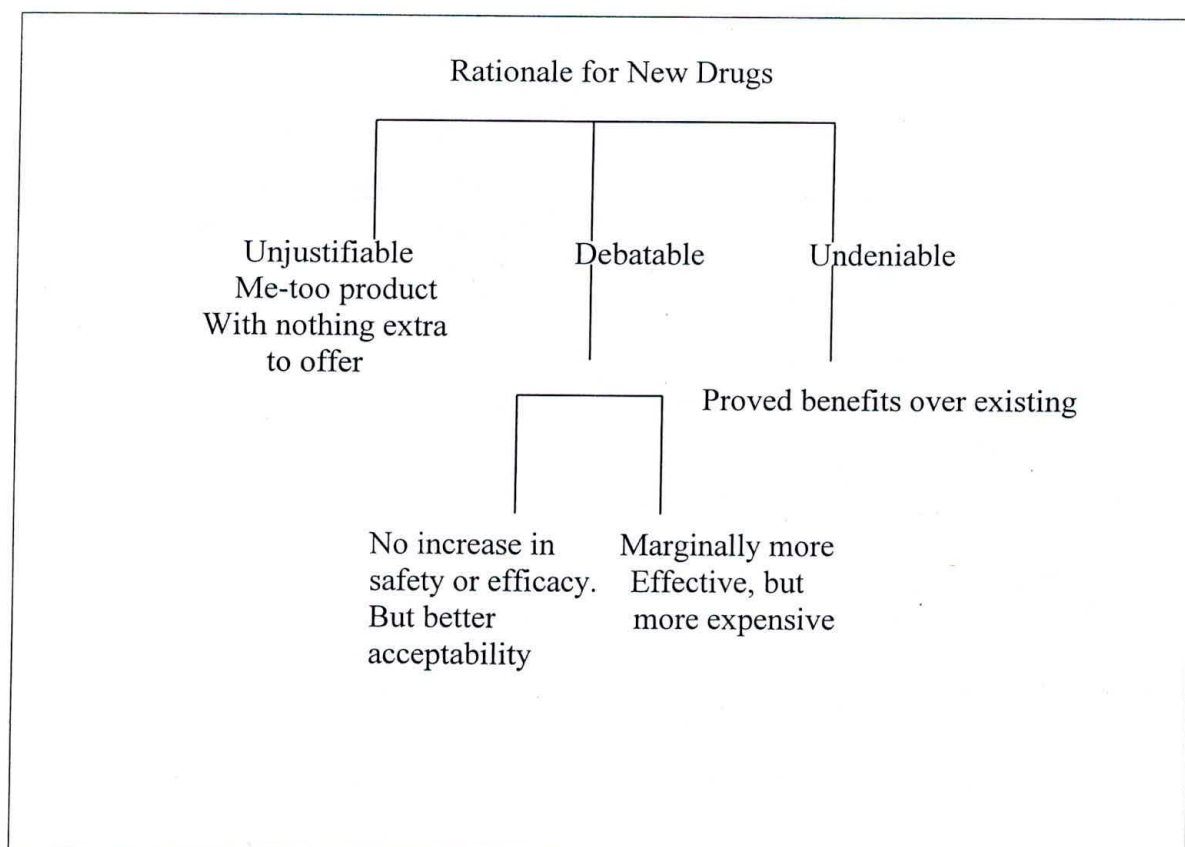 Rationale for New Drugs
Unjustifiable
Me-too product
With nothing extra
to offer
Debatable
Undeniable
Proved benefits over existing
No increase in
safety or efficacy.
But better
acceptability
Marginally more
Effective, but
more expensive